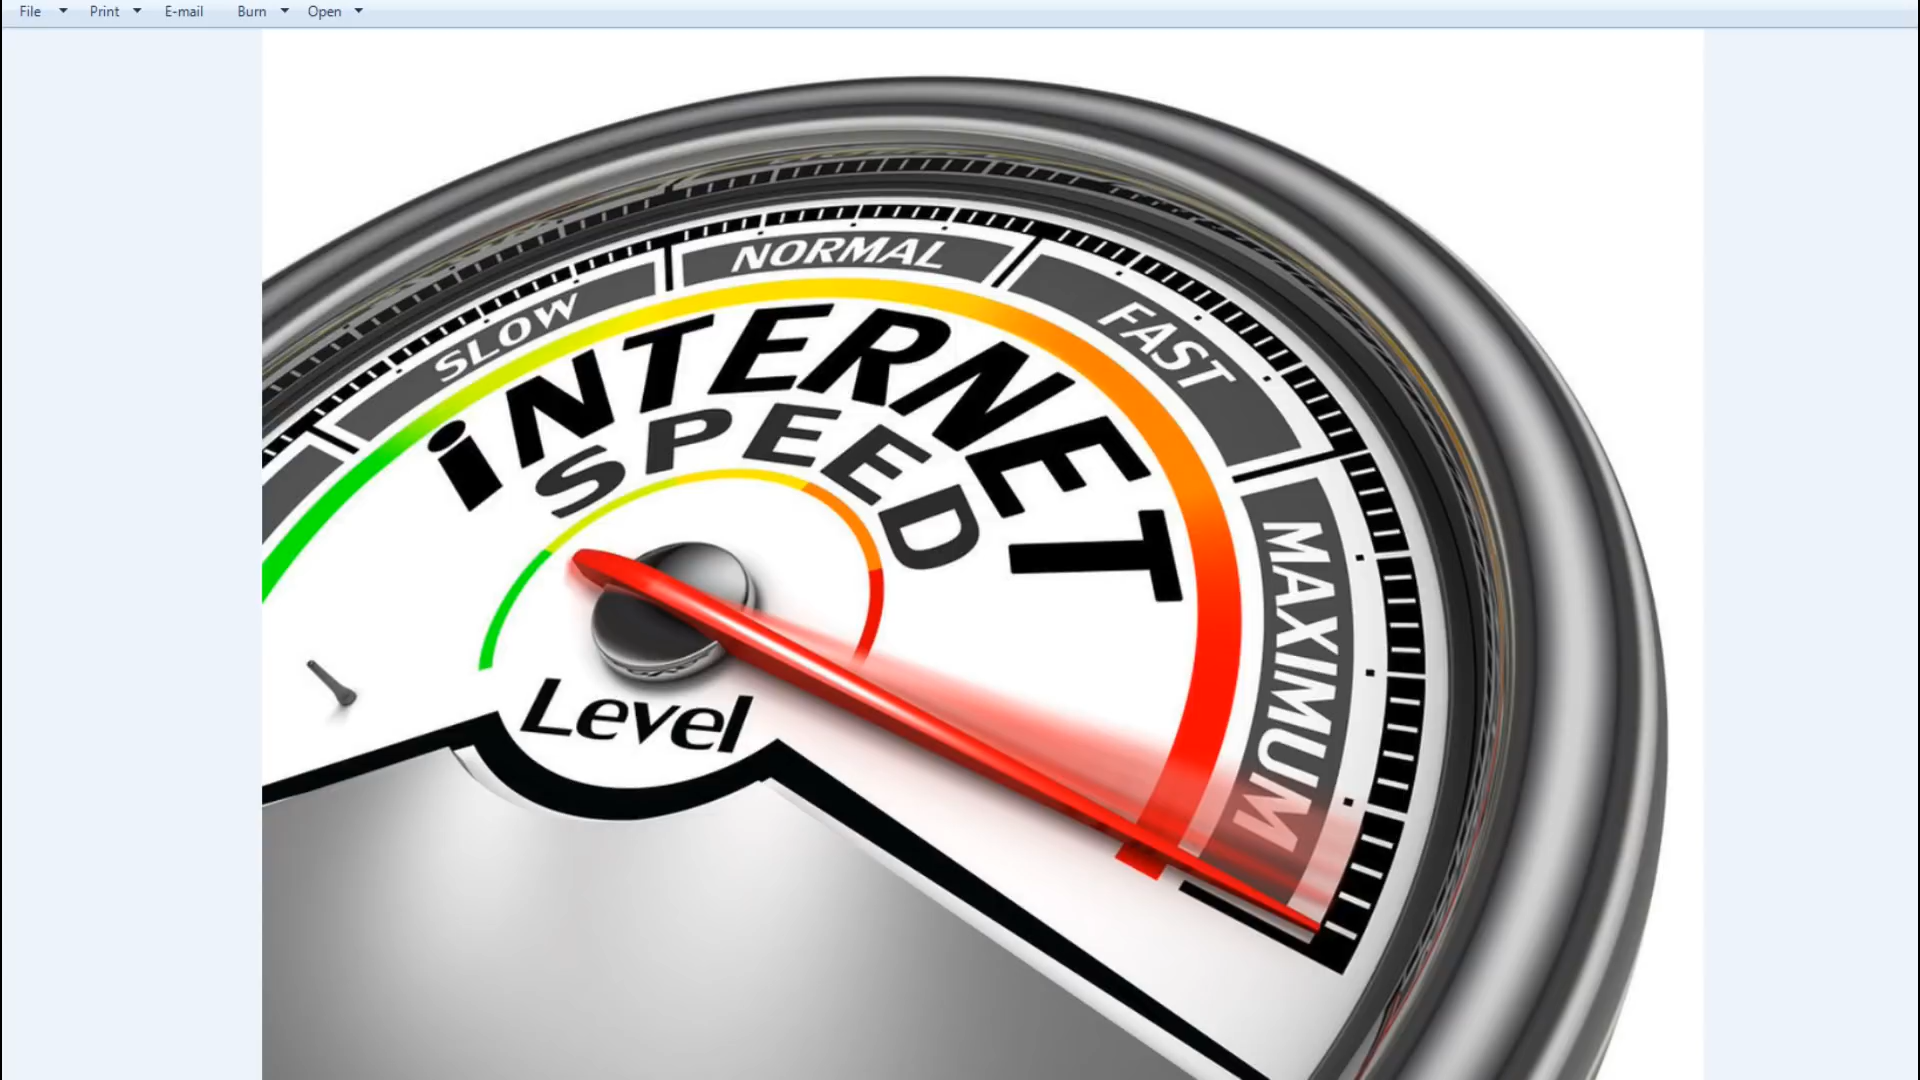 File Print E-mail Burn Open
SLOW
NORMAL
FAST
MAXIMUM
iNTERNET
SPEED
Level